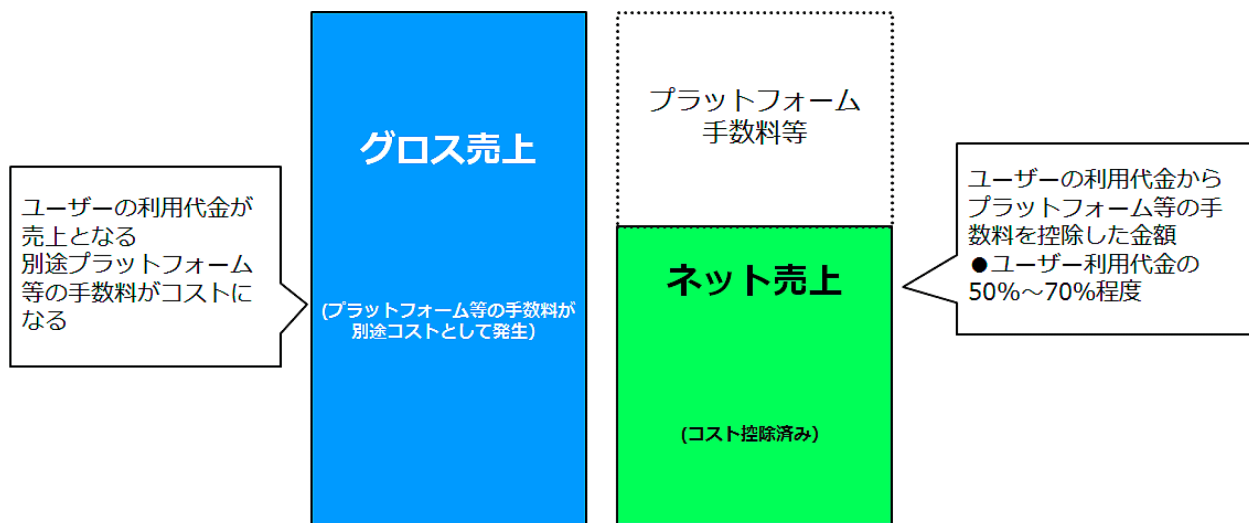 ユーザーの利用代金が
売上となる
別途プラットフォーム
等の手数料がコストに
なる
グロス売上
(プラットフォーム等の手数料が
別途コストとして発生)
プラットフォーム
手数料等
ネット売上
(コスト控除済み)
ユーザーの利用代金から
プラットフォーム等の手
数料を控除した金額
●ユーザー利用代金の
50%～70%程度